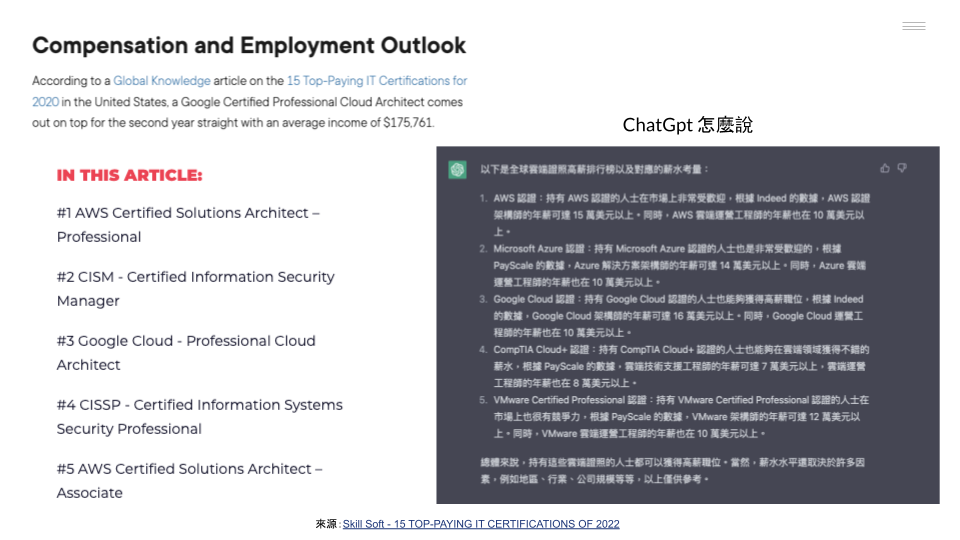 Compensation and Employment Outlook
According to a Global Knowledge article on the 15 Top-Paying IT Certifications for
2020 in the United States, a Google Certified Professional Cloud Architect comes
out on top for the second year straight with an average income of $175,761.
IN THIS ARTICLE:
#1 AWS Certified Solutions Architect –
Professional
#2 CISM - Certified Information Security
Manager
#3 Google Cloud - Professional Cloud
Architect
#4 CISSP - Certified Information Systems
Security Professional
#5 AWS Certified Solutions Architect –
Associate
ChatGpt 怎麼說
以下是全球雲端證照高薪排行榜以及對應的薪水考量：
1. AWS 認證：持有 AWS 認證的人士在市場上非常受歡迎，根據 Indeed 的數據，AWS 認證
架構師的年薪可達 15 萬美元以上。同時，AWS 雲端運營工程師的年薪也在 10 萬美元以
上。
2. Microsoft Azure 認證：持有 Microsoft Azure 認證的人士也是非常受歡迎的，根據
PayScale 的數據，Azure 解決方案架構師的年薪可達 14 萬美元以上。同時，Azure 雲端
運營工程師的年薪也在 10 萬美元以上。
3. Google Cloud 認證：持有 Google Cloud 認證的人士也能夠獲得高薪職位，根據 Indeed
的數據，Google Cloud 架構師的年薪可達 16 萬美元以上。同時，Google Cloud 運營工
程師的年薪也在 10 萬美元以上。
4. CompTIA Cloud+ 認證：持有 CompTIA Cloud+ 認證的人士也能夠在雲端領域獲得不錯的
薪水，根據 PayScale 的數據，雲端技術支援工程師的年薪可達 7 萬美元以上，雲端運營
工程師的年薪也在 8 萬美元以上。
5. VMware Certified Professional 認證：持有 VMware Certified Professional 認證的人士在
市場上也很有競爭力，根據 PayScale 的數據，VMware 架構師的年薪可達 12 萬美元以
上。同時，VMware 雲端運營工程師的年薪也在 10 萬美元以上。
總體來說，持有這些雲端證照的人士都可以獲得高薪職位。當然，薪水水平還取決於許多因
素，例如地區、行業、公司規模等等，以上僅供參考。
來源：Skill Soft - 15 TOP-PAYING IT CERTIFICATIONS OF 2022